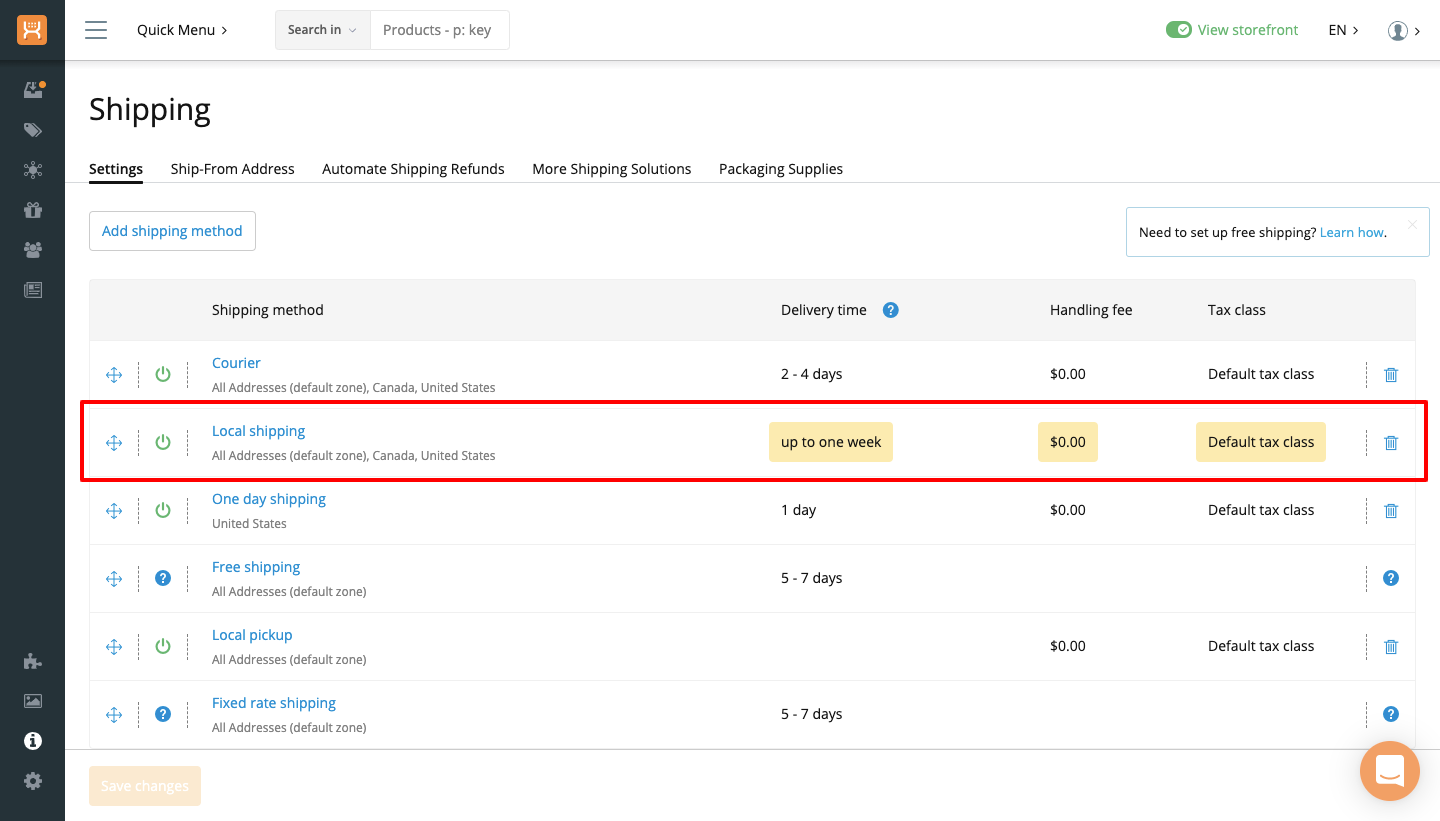 Quick Menu
Search in
Products - p: key
View storefront
EN
Shipping
Settings
Ship-From Address
Automate Shipping Refunds
More Shipping Solutions
Packaging Supplies
Add shipping method
Need to set up free shipping? Learn how.
Shipping method
Delivery time
?
Handling fee
Tax class
Courier
All Addresses (default zone), Canada, United States
2 - 4 days
$0.00
Default tax class
Local shipping
All Addresses (default zone), Canada, United States
up to one week
$0.00
Default tax class
One day shipping
United States
1 day
$0.00
Default tax class
?
Free shipping
All Addresses (default zone)
5 - 7 days
?
Local pickup
All Addresses (default zone)
$0.00
Default tax class
?
Fixed rate shipping
All Addresses (default zone)
5 - 7 days
?
Save changes